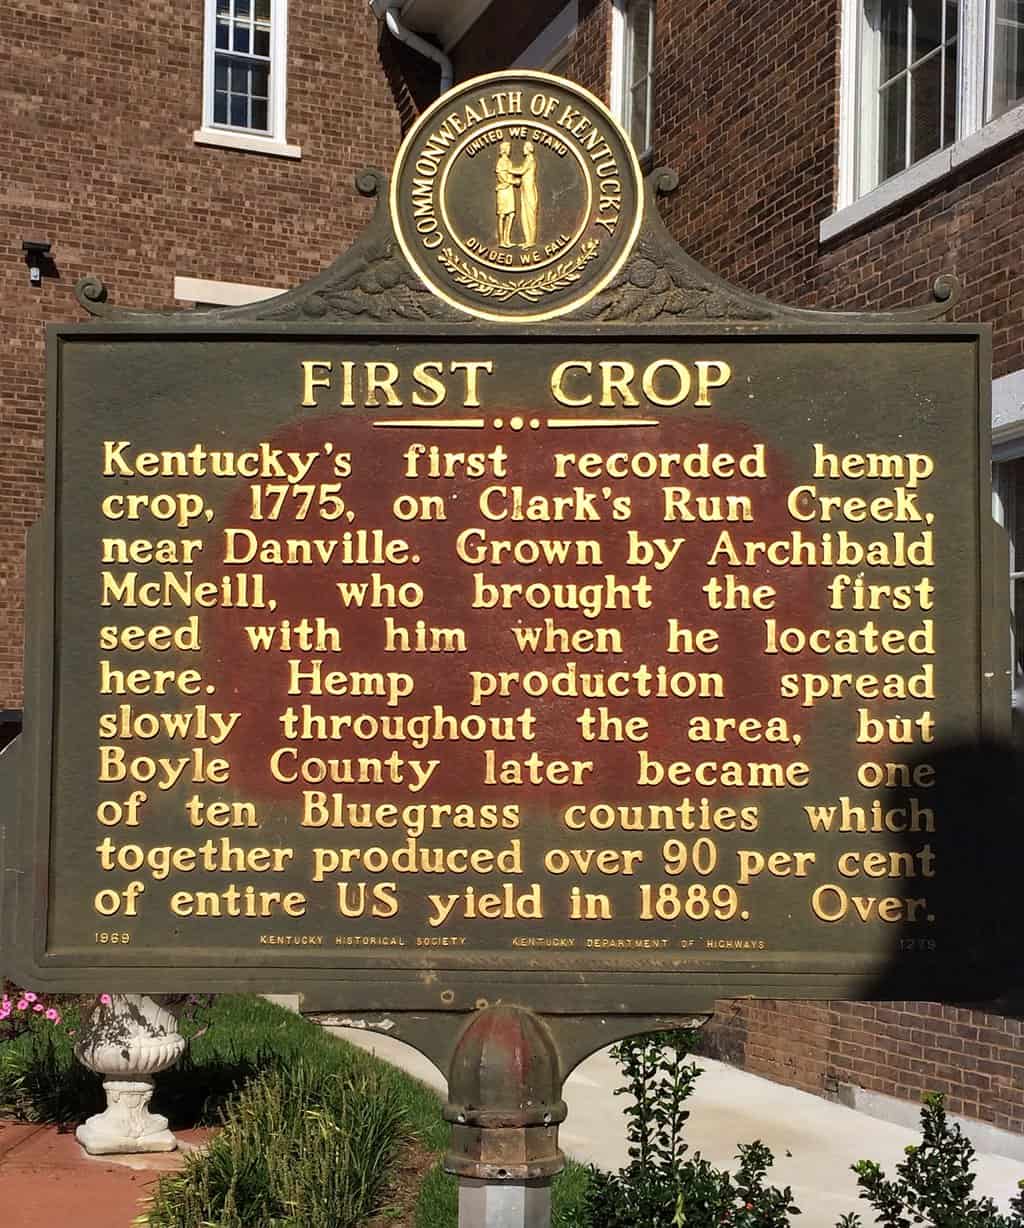 COMMONWEALTH OF KENTUCKY
UNITED WE STAND
DIVIDED WE FALL
FIRST CROP
Kentucky's first recorded hemp
crop, 1775, on Clark's Run Creek,
near Danville. Grown by Archibald
McNeill, who brought the first
seed with him when he located
here. Hemp production spread
slowly throughout the area, but
Boyle County later became one
of ten Bluegrass counties which
together produced over 90 per cent
of entire US yield in 1889. Over.
1969 KENTUCKY HISTORICAL SOCIETY KENTUCKY DEPARTMENT OF HIGHWAYS 1279